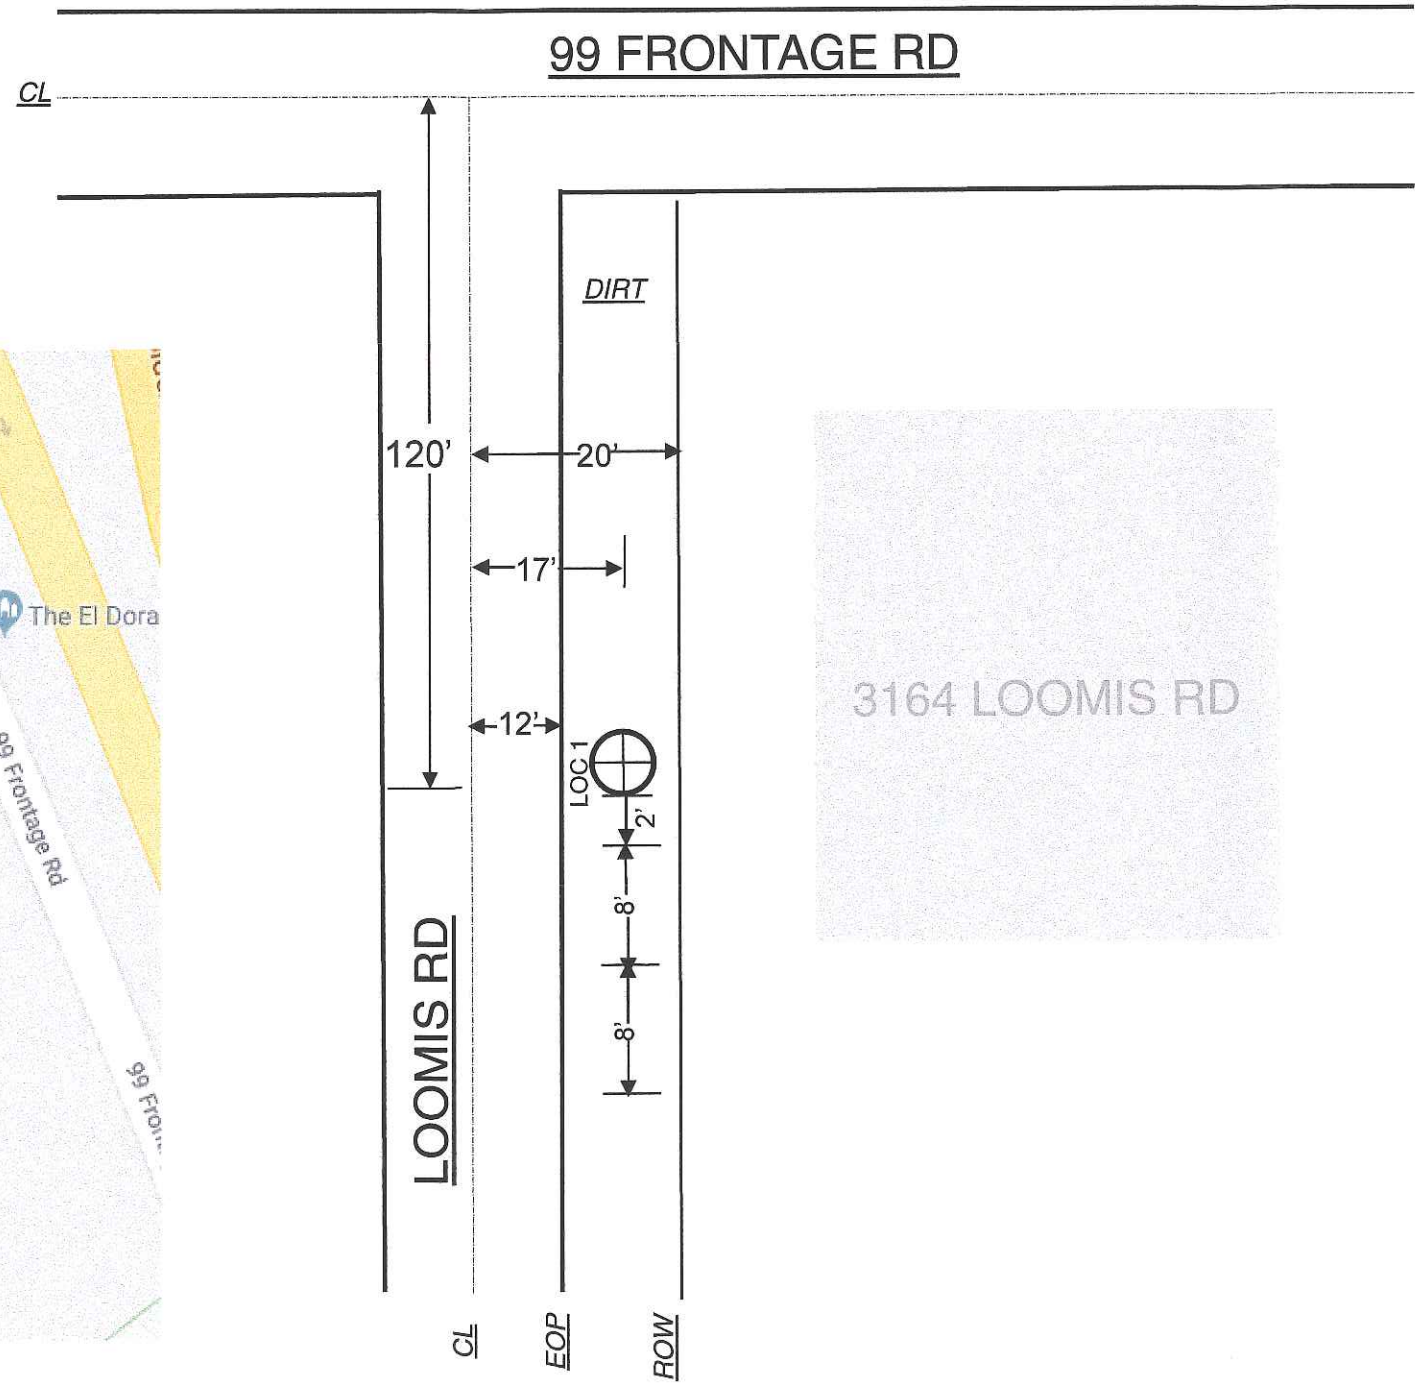 99 FRONTAGE RD
CL
DIRT
120'
20'
17'
The El Dora
3164 LOOMIS RD
12'
LOC 1
99 Frontage Rd
2'
8'
LOOMIS RD
8'
99 Fron
CL
EOP
ROW